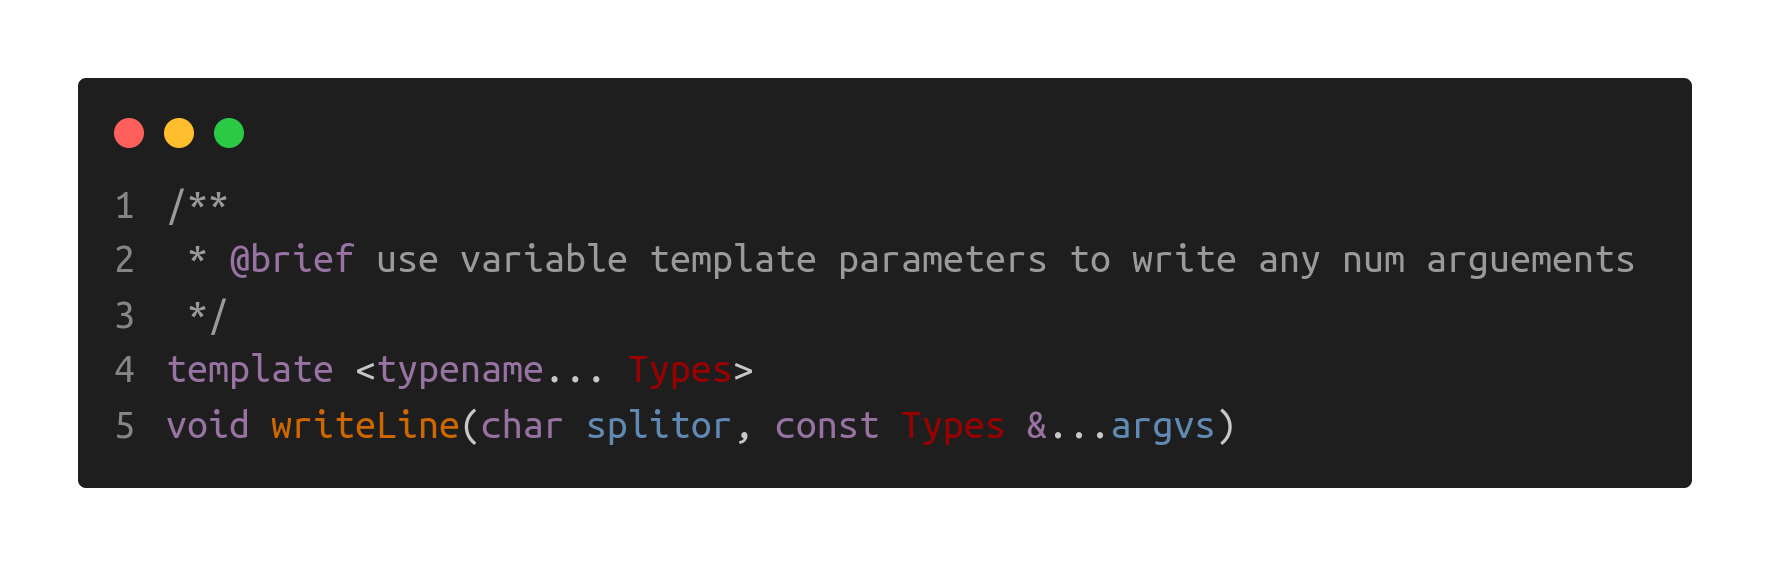 1 /**
2  * @brief use variable template parameters to write any num arguements
3  */
4 template <typename... Types>
5 void writeLine(char splitor, const Types &...argvs)